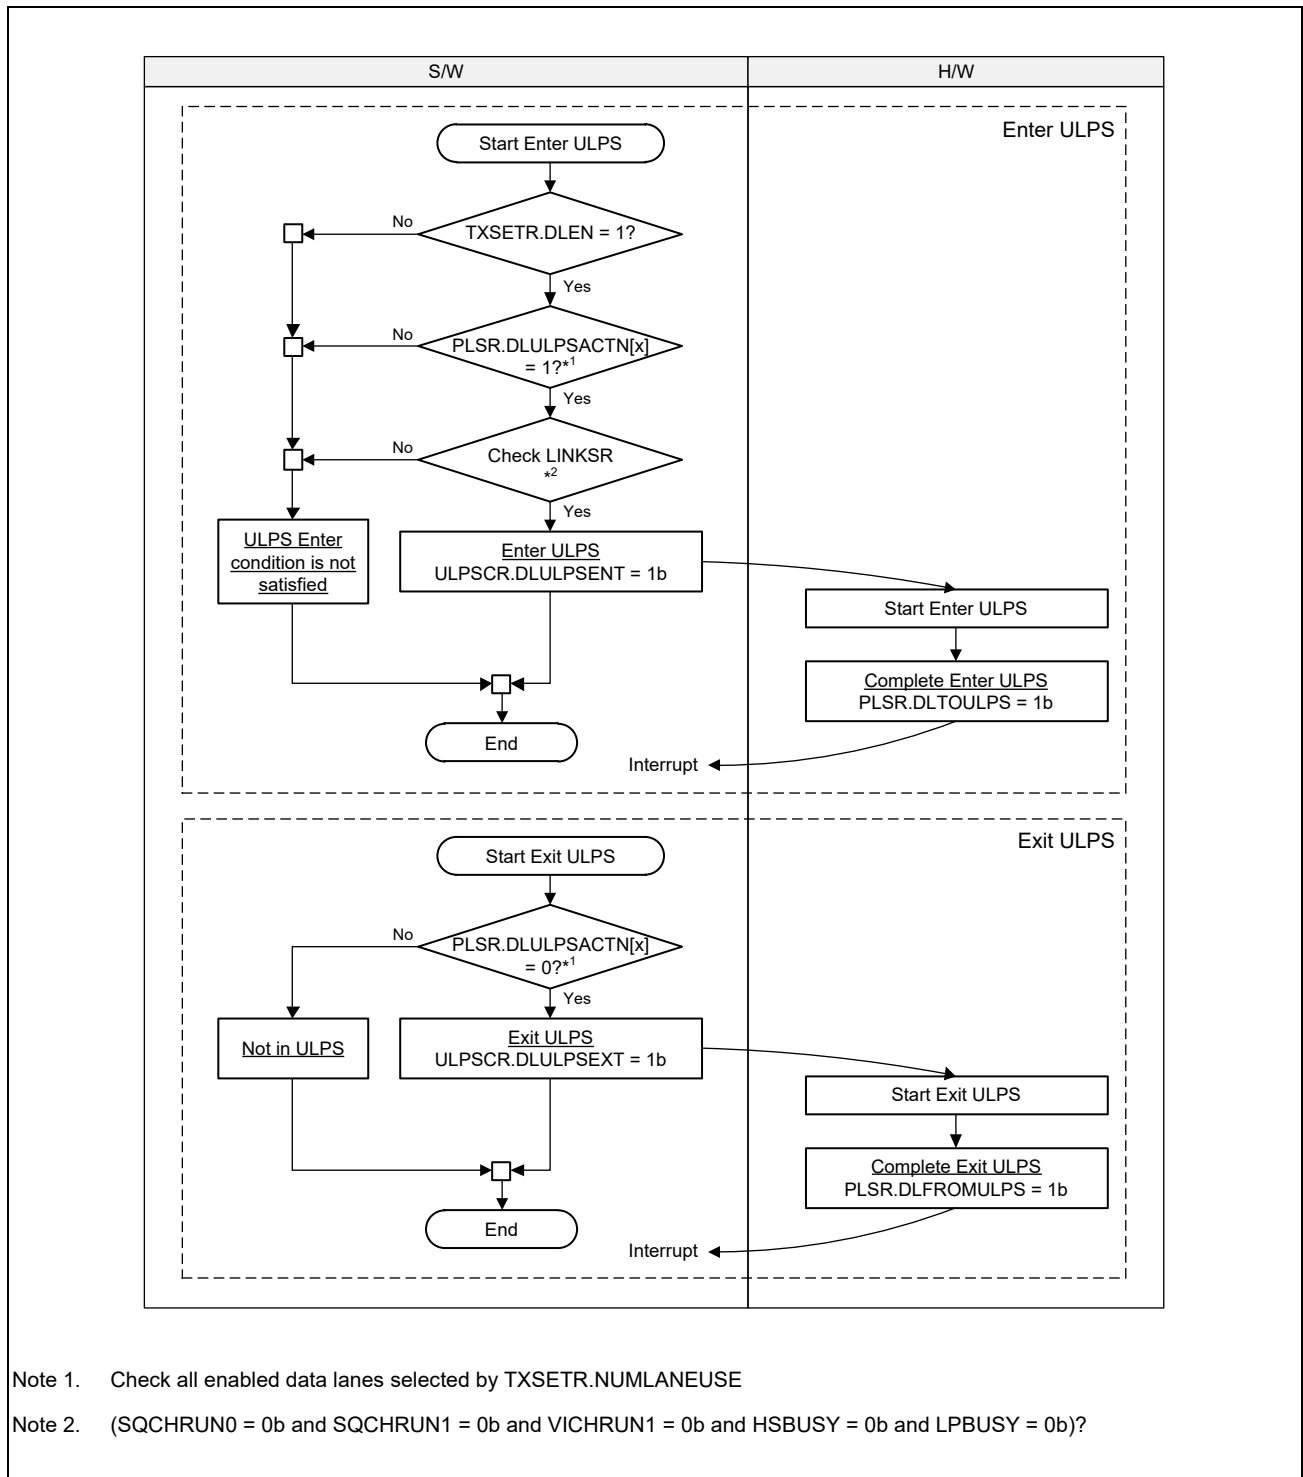 S/W
H/W
Enter ULPS
Start Enter ULPS
TXSETR.DLEN = 1?
No
Yes
PLSR.DLULPSACTN[x]
= 1?*1
No
Yes
Check LINKSR
*2
No
Yes
ULPS Enter
condition is not
satisfied
Enter ULPS
ULPSCR.DLULPSENT = 1b
Start Enter ULPS
Complete Enter ULPS
PLSR.DLTOULPS = 1b
End
Interrupt
Exit ULPS
Start Exit ULPS
PLSR.DLULPSACTN[x]
= 0?*1
No
Yes
Not in ULPS
Exit ULPS
ULPSCR.DLULPSEXT = 1b
Start Exit ULPS
Complete Exit ULPS
PLSR.DLFROMULPS = 1b
End
Interrupt
Note 1. Check all enabled data lanes selected by TXSETR.NUMLANEUSE
Note 2. (SQCHRUN0 = 0b and SQCHRUN1 = 0b and VICHRUN1 = 0b and HSBUSY = 0b and LPBUSY = 0b)?